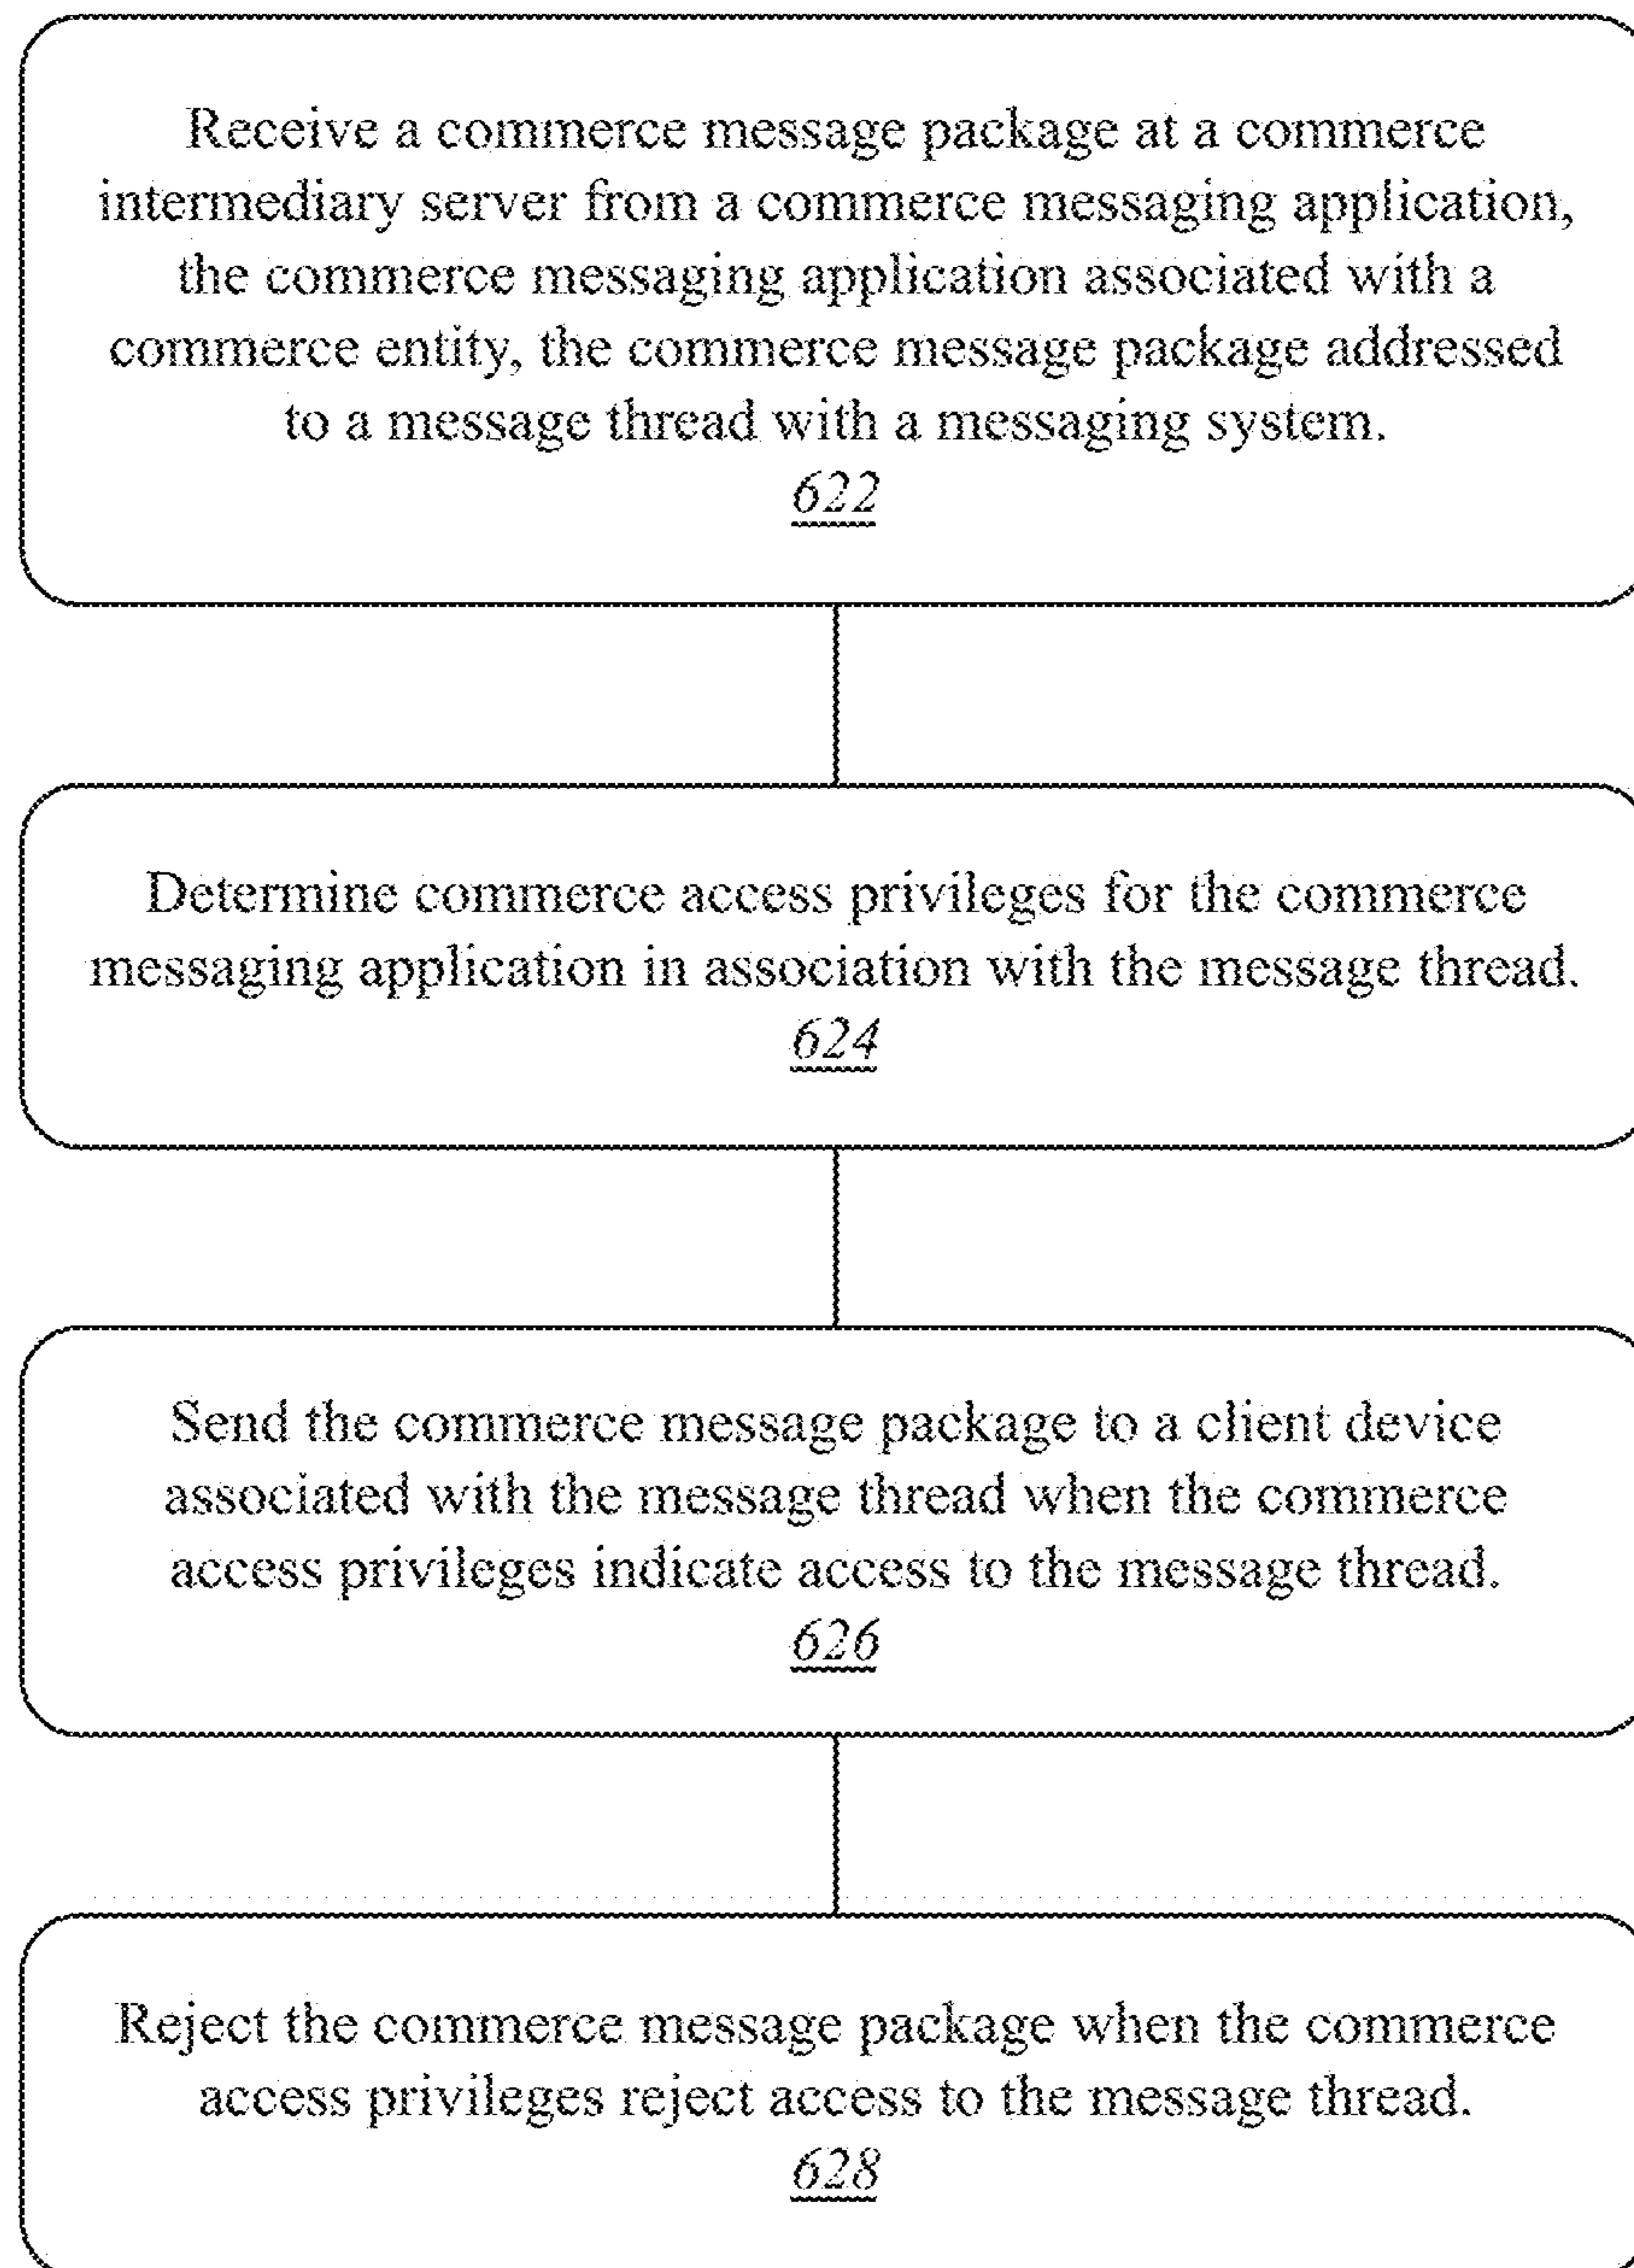 Receive a commerce message package at a commerce
intermediary server from a commerce messaging application,
the commerce messaging application associated with a
commerce entity, the commerce message package addressed
to a message thread with a messaging system.
622
Determine commerce access privileges for the commerce
messaging application in association with the message thread.
624
Send the commerce message package to a client device
associated with the message thread when the commerce
access privileges indicate access to the message thread.
626
Reject the commerce message package when the commerce
access privileges reject access to the message thread.
628